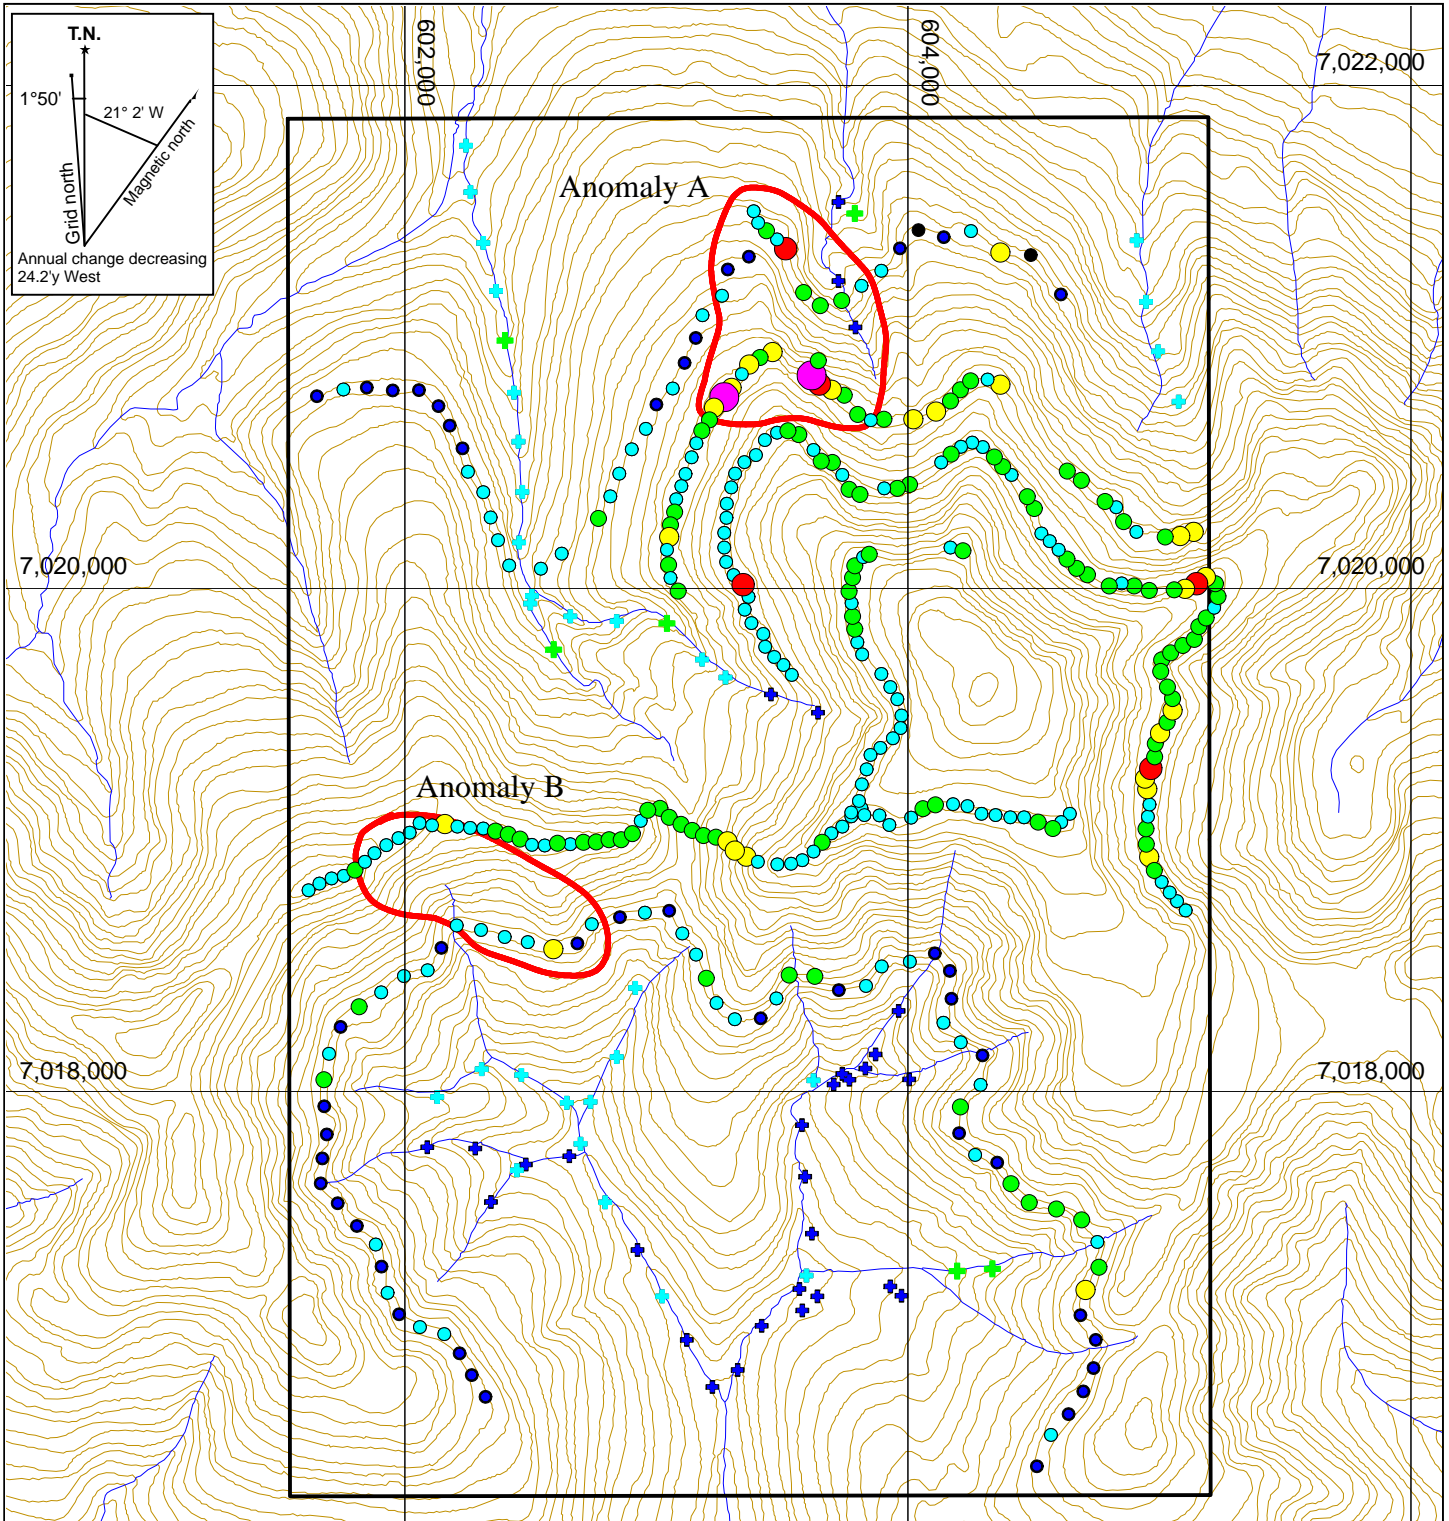 T.N.
1°50'
21° 2' W
Grid north
Magnetic north
Annual change decreasing
24.2'y West
602,000
604,000
7,022,000
Anomaly A
7,020,000
7,020,000
Anomaly B
7,018,000
7,018,000